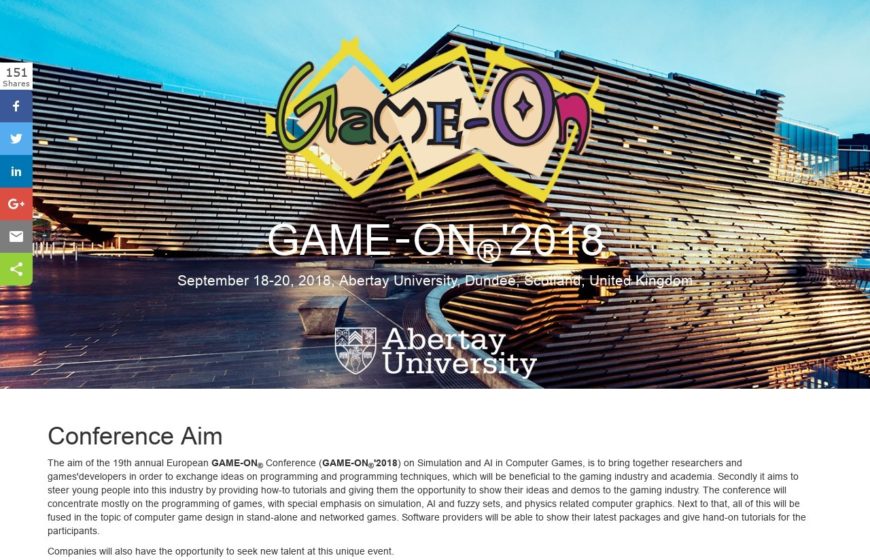 Game-On
151
Shares
GAME-ON®'2018
September 18-20, 2018, Abertay University, Dundee, Scotland, United Kingdom
Abertay
University
Conference Aim
The aim of the 19th annual European GAME-ON® Conference (GAME-ON®'2018) on Simulation and AI in Computer Games, is to bring together researchers and
games'developers in order to exchange ideas on programming and programming techniques, which will be beneficial to the gaming industry and academia. Secondly it aims to
steer young people into this industry by providing how-to tutorials and giving them the opportunity to show their ideas and demos to the gaming industry. The conference will
concentrate mostly on the programming of games, with special emphasis on simulation, AI and fuzzy sets, and physics related computer graphics. Next to that, all of this will be
fused in the topic of computer game design in stand-alone and networked games. Software providers will be able to show their latest packages and give hand-on tutorials for the
participants.
Companies will also have the opportunity to seek new talent at this unique event.